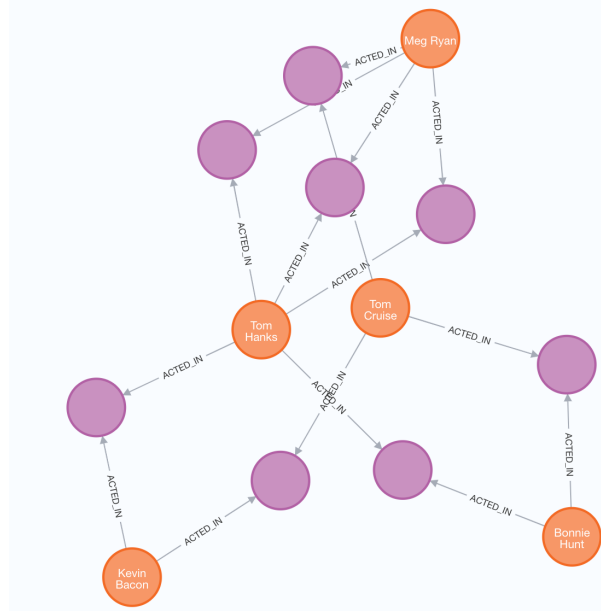 Meg Ryan
ACTED_IN
D_IN
ACTED_IN
ACTED_IN
ACTED_IN
ACTED_IN
N
ACTED_IN
Tom
Hanks
Tom
Cruise
ACTED_IN
ACTED_IN
ACTED_IN
ACTED_IN
ACTED_IN
ACTED_IN
ACTED_IN
ACTED_IN
Kevin
Bacon
Bonnie
Hunt